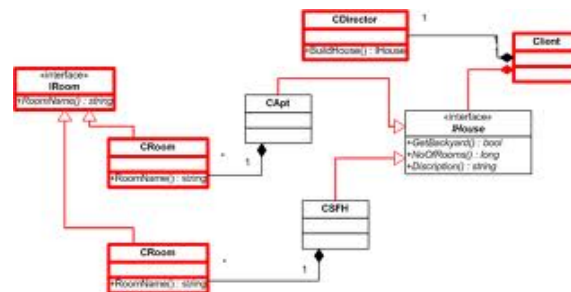 CDirector
+BuildHouse() : IHouse
1
Client
«interface»
IRoom
+RoomName() : string
CApt
«interface»
IHouse
+GetBackyard() : bool
+NoOfRooms() : long
+Discription() : string
CRoom
+RoomName() : string
*
1
CSFH
CRoom
+RoomName() : string
*
1